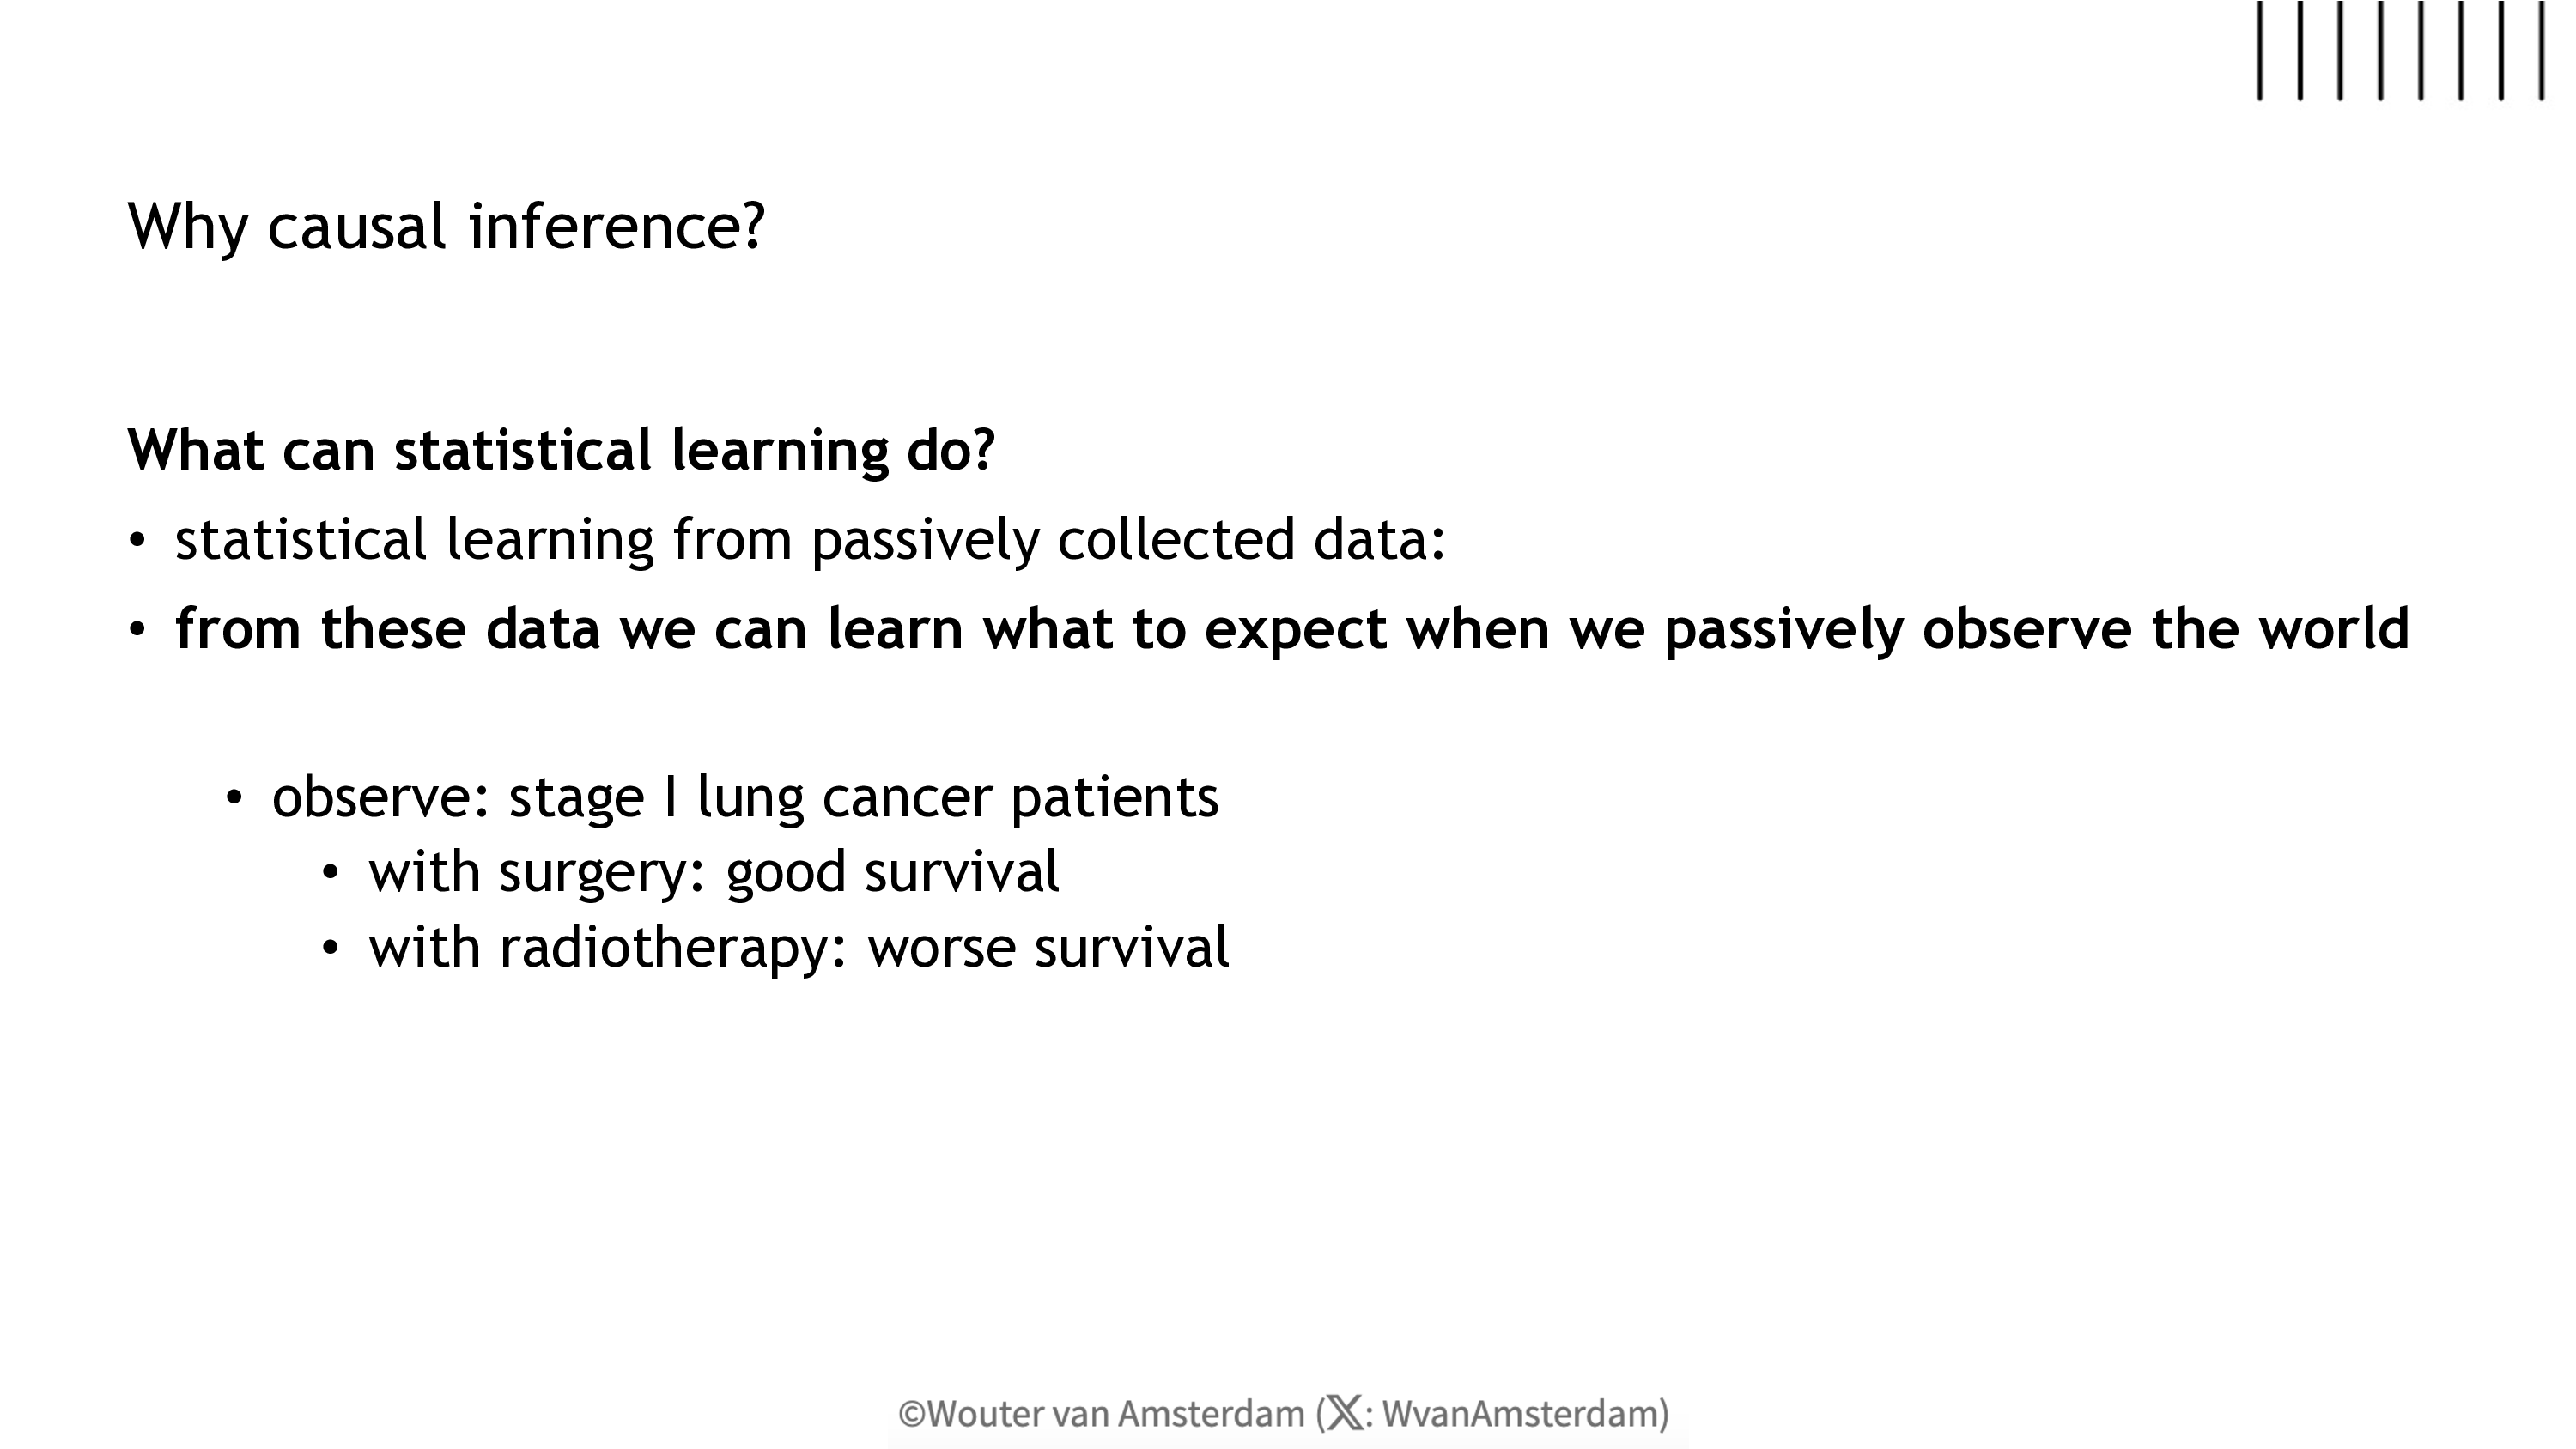 Why causal inference?
What can statistical learning do?
• statistical learning from passively collected data:
• from these data we can learn what to expect when we passively observe the world
• observe: stage I lung cancer patients
• with surgery: good survival
• with radiotherapy: worse survival
©Wouter van Amsterdam (𝕏: WvanAmsterdam)